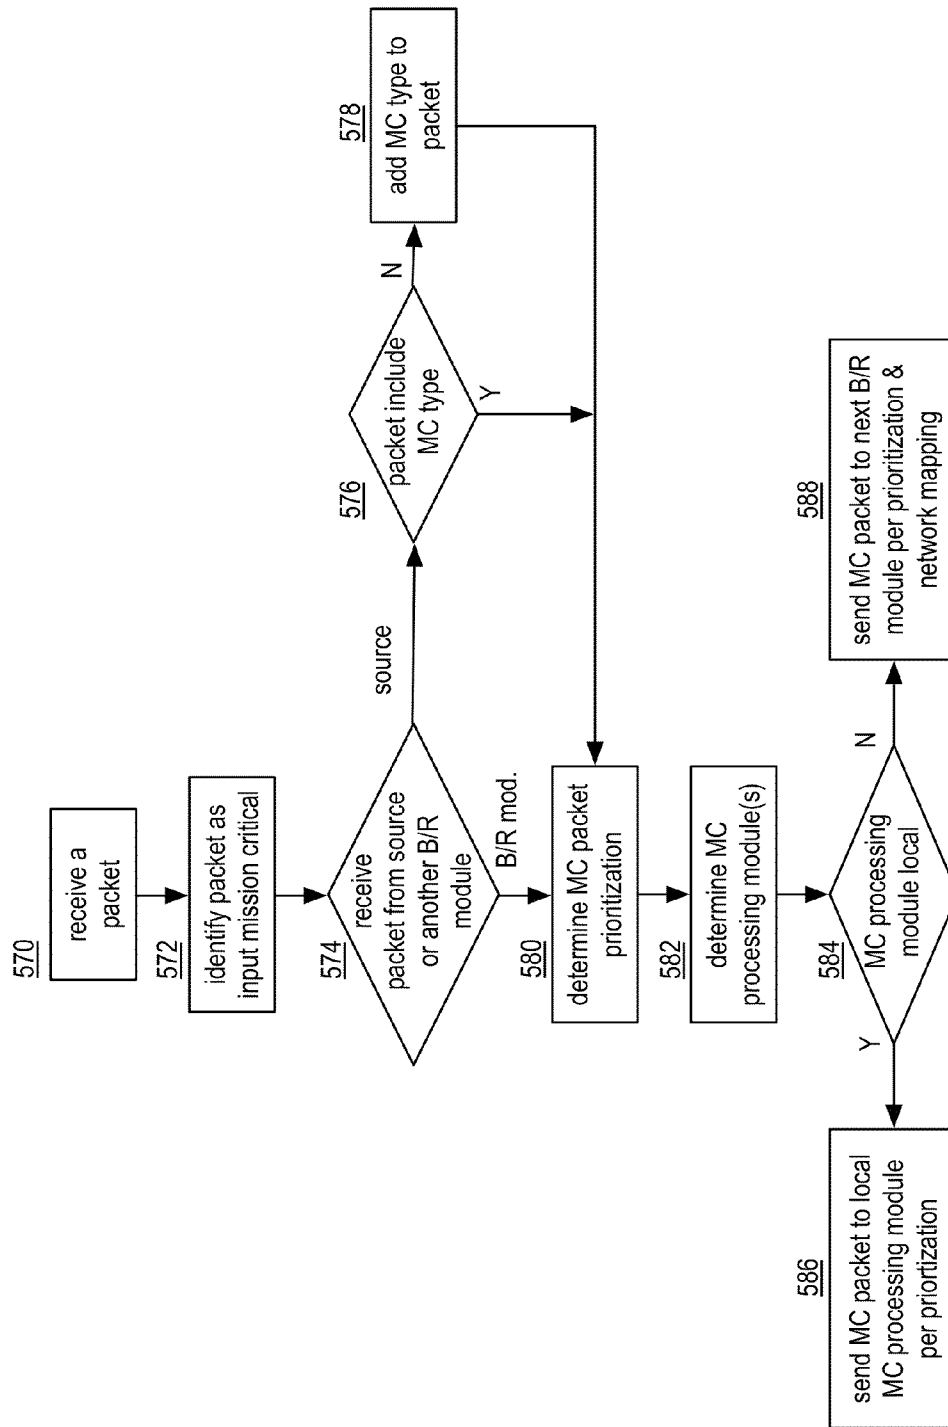 570
receive a
packet
572
identify packet as
input mission critical
574
receive
packet from source
or another B/R
module
source
B/R mod.
576
packet include
MC type
N
Y
578
add MC type to
packet
580
determine MC packet
prioritization
582
determine MC
processing module(s)
584
MC processing
module local
Y
N
586
send MC packet to local
MC processing module
per priortization
588
send MC packet to next B/R
module per prioritization &
network mapping